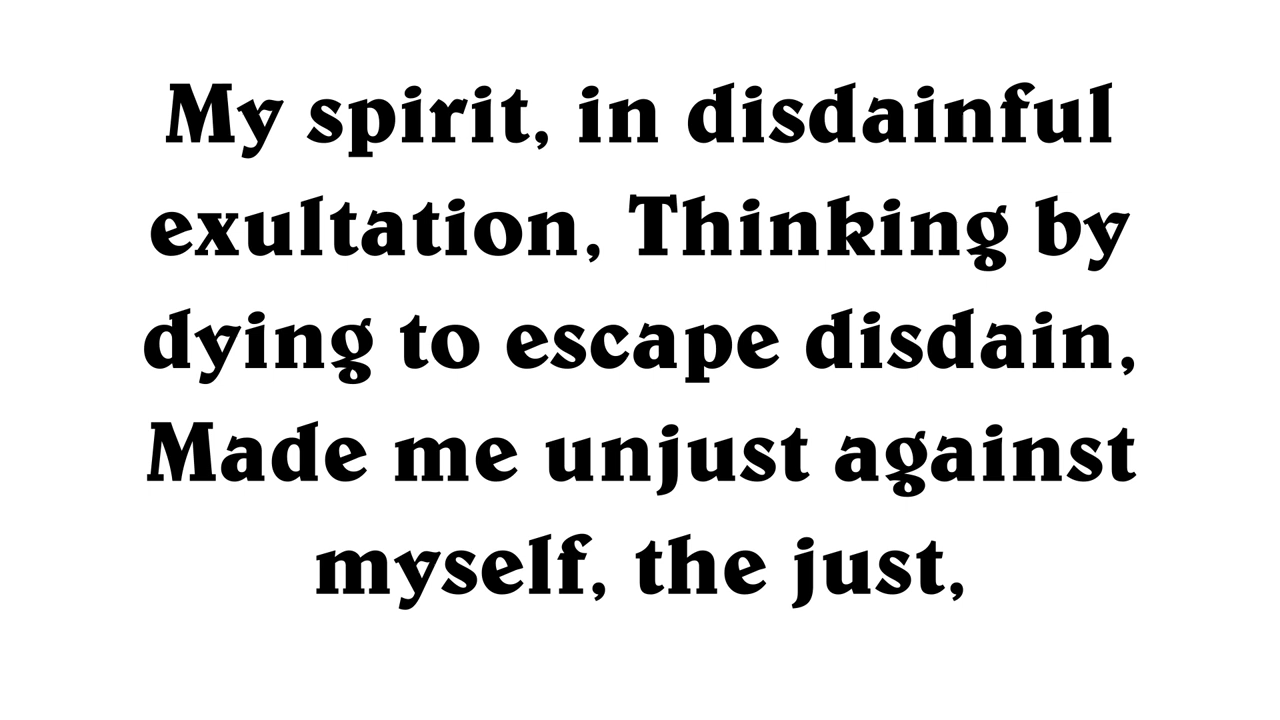 My spirit, in disdainful
exultation, Thinking by
dying to escape disdain,
Made me unjust against
myself, the just,